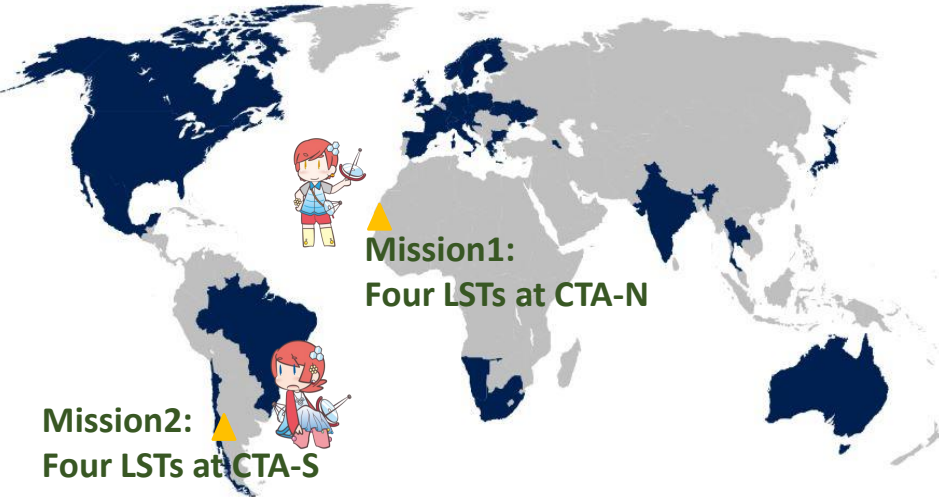 Mission1:
Four LSTs at CTA-N
Mission2:
Four LSTs at CTA-S